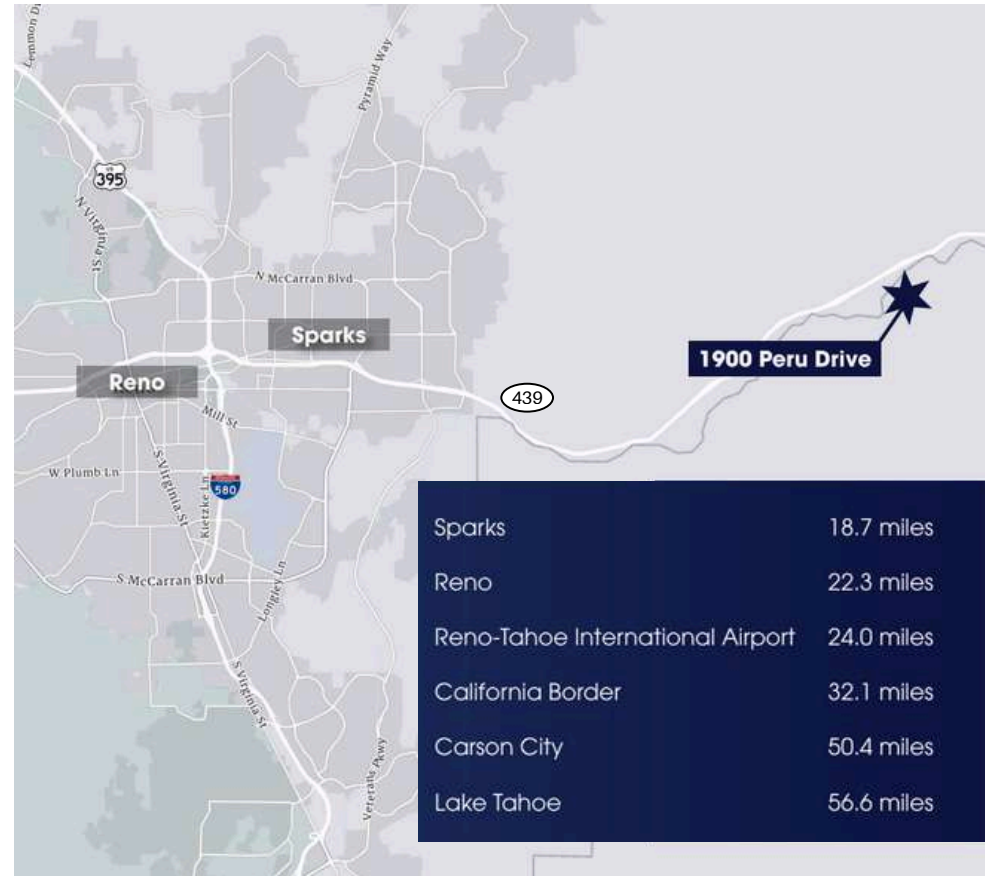 Lemmon Dr
Pyramid Way
US
395
N Virginia St
N McCarran Blvd
Sparks
1900 Peru Drive
Reno
439
Mill St
W Plumb Ln
S Virginia St
Kietzke Ln
580
S McCarran Blvd
Longley Ln
S Virginia St
Veterans Pkwy
Sparks 18.7 miles
Reno 22.3 miles
Reno-Tahoe International Airport 24.0 miles
California Border 32.1 miles
Carson City 50.4 miles
Lake Tahoe 56.6 miles